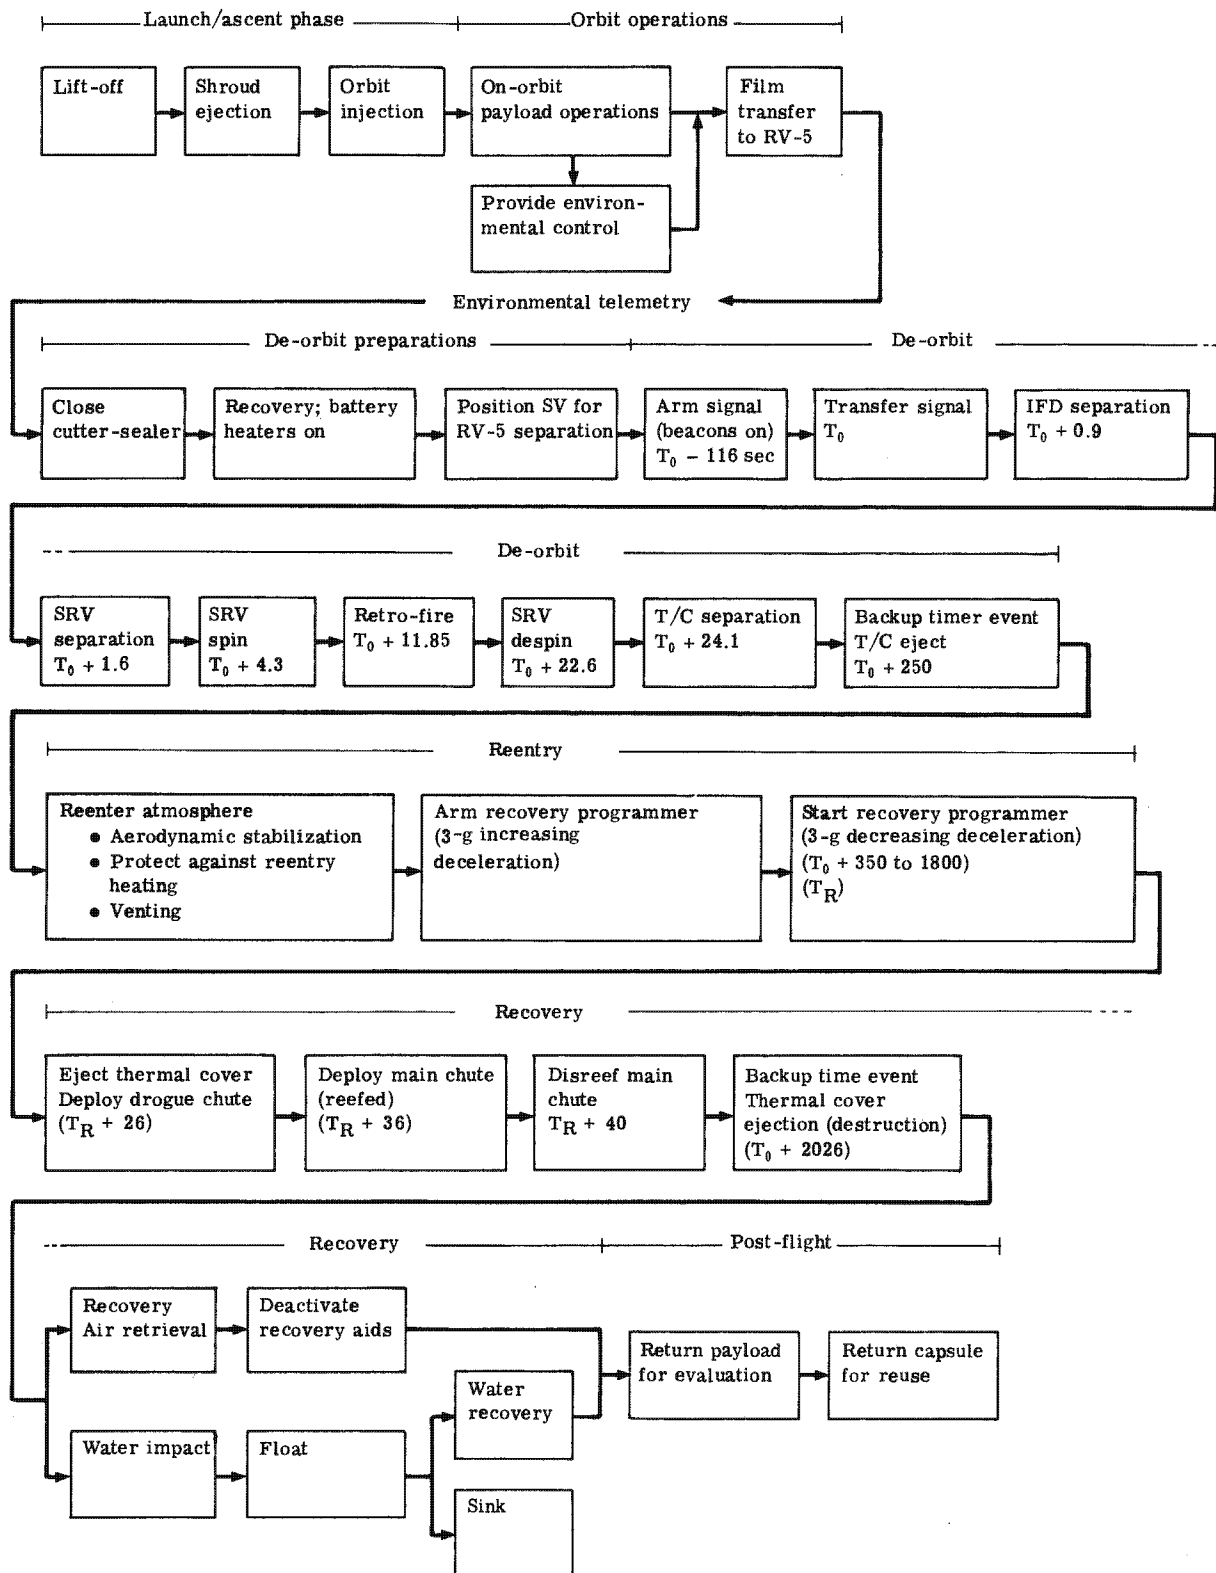 Launch/ascent phase
Orbit operations
Lift-off
Shroud
ejection
Orbit
injection
On-orbit
payload operations
Film
transfer
to RV-5
Provide environ-
mental control
Environmental telemetry
De-orbit preparations
De-orbit
Close
cutter-sealer
Recovery; battery
heaters on
Position SV for
RV-5 separation
Arm signal
(beacons on)
T₀ - 116 sec
Transfer signal
T₀
IFD separation
T₀ + 0.9
De-orbit
SRV
separation
T₀ + 1.6
SRV
spin
T₀ + 4.3
Retro-fire
T₀ + 11.85
SRV
despin
T₀ + 22.6
T/C separation
T₀ + 24.1
Backup timer event
T/C eject
T₀ + 250
Reentry
Reenter atmosphere
• Aerodynamic stabilization
• Protect against reentry
heating
• Venting
Arm recovery programmer
(3-g increasing
deceleration)
Start recovery programmer
(3-g decreasing deceleration)
(T₀ + 350 to 1800)
(T_R)
Recovery
Eject thermal cover
Deploy drogue chute
(T_R + 26)
Deploy main chute
(reefed)
(T_R + 36)
Disreef main
chute
T_R + 40
Backup time event
Thermal cover
ejection (destruction)
(T₀ + 2026)
Recovery
Post-flight
Recovery
Air retrieval
Deactivate
recovery aids
Return payload
for evaluation
Return capsule
for reuse
Water
recovery
Water impact
Float
Sink